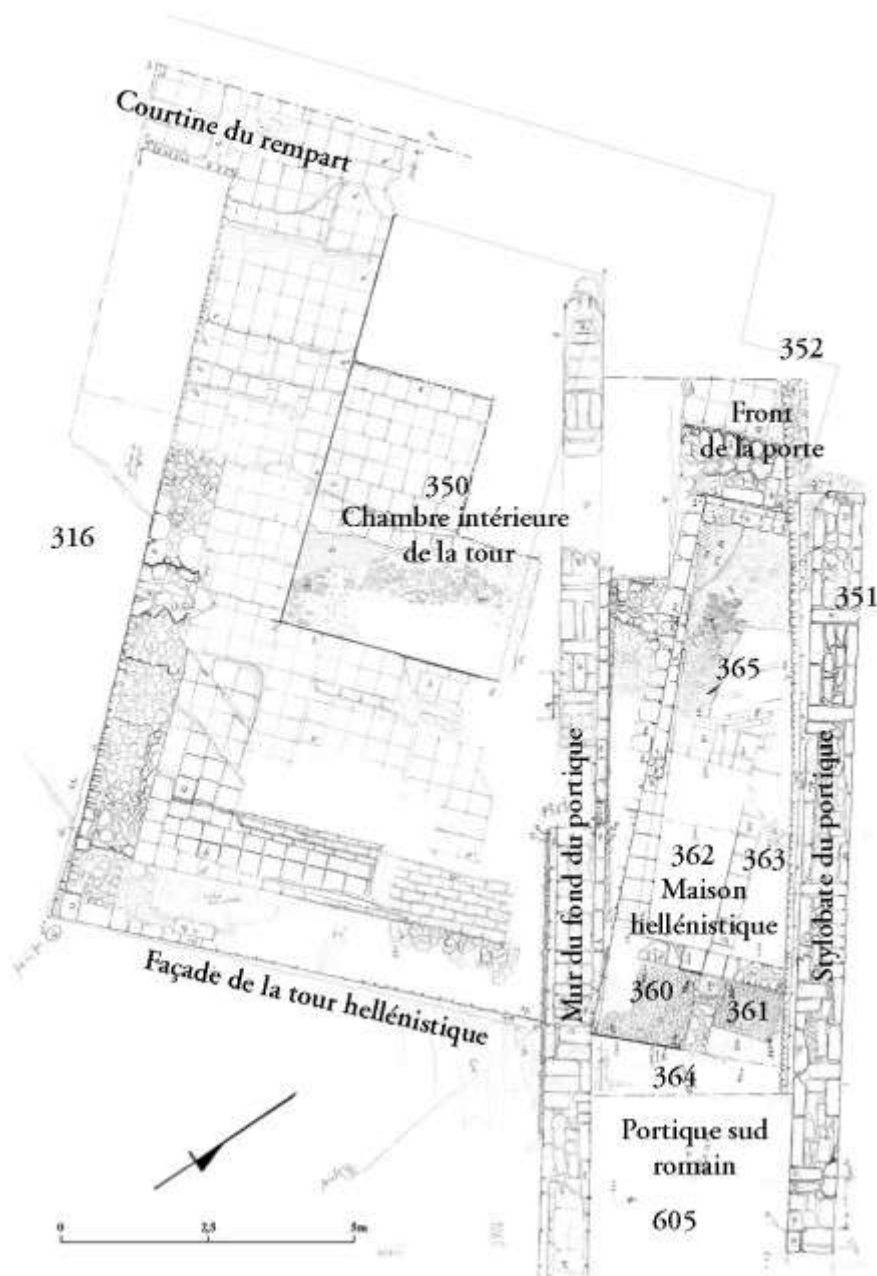 Courtine du rempart
352
Front
de la porte
350
Chambre intérieure
de la tour
316
351
365
Mur du fond du portique
Stylobate du portique
362
363
Maison
hellénistique
360
361
Façade de la tour hellénistique
364
Portique sud
romain
605
0
2,5
5m